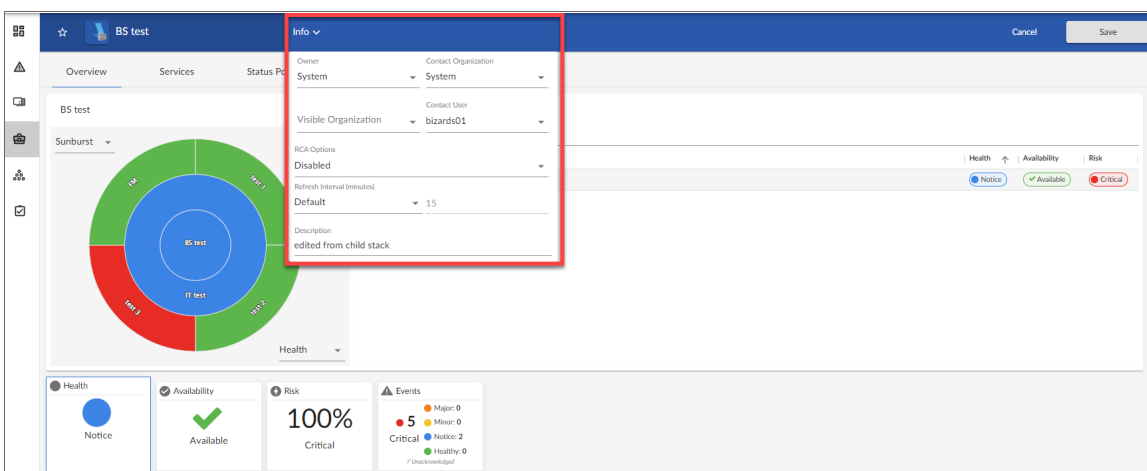 BS test
Info
Cancel
Save
Overview
Services
Status Po
Owner
System
Contact Organization
System
Visible Organization
Contact User
bizards01
RCA Options
Disabled
Refresh Interval (minutes)
Default
15
Description
edited from child stack
BS test
Sunburst
FM
test 1
BS test
IT test
test 3
test 2
Health
Health
Availability
Risk
Notice
Available
Critical
Health
Notice
Availability
Available
Risk
100%
Critical
Events
5
Critical
Major: 0
Minor: 0
Notice: 2
Healthy: 0
7 Unacknowledged